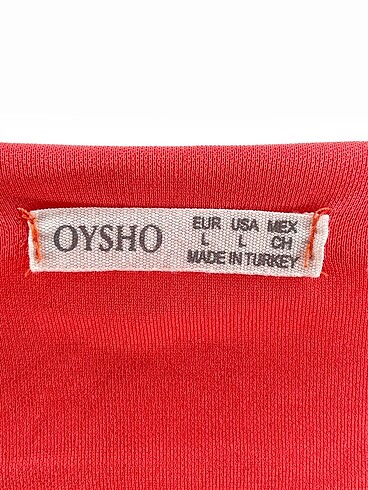 OYSHO
EUR USA MEX
L L CH
MADE IN TURKEY